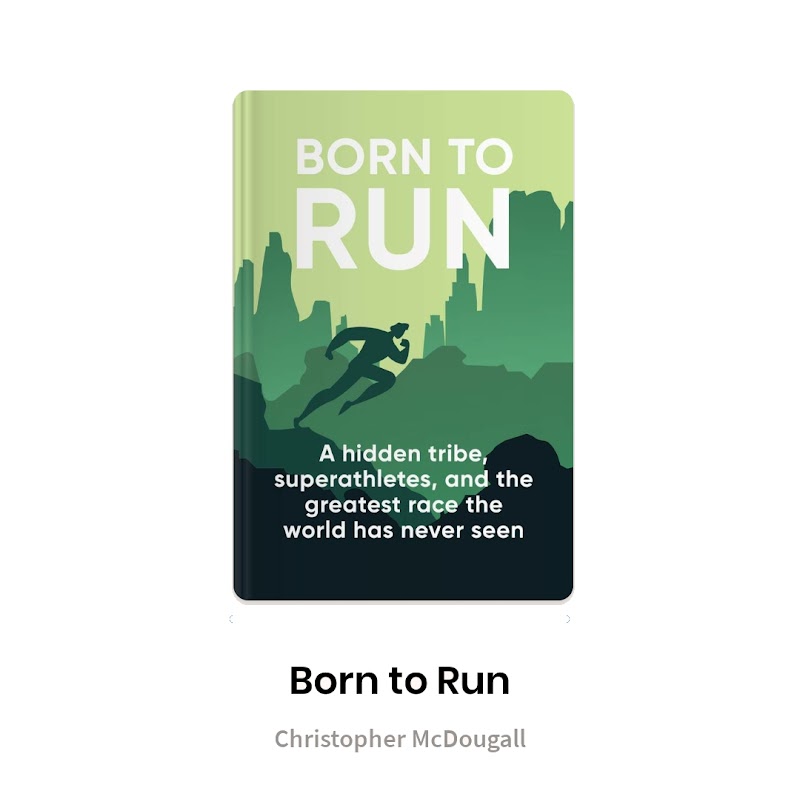 BORN TO
RUN
A hidden tribe,
superathletes, and the
greatest race the
world has never seen
Born to Run
Christopher McDougall